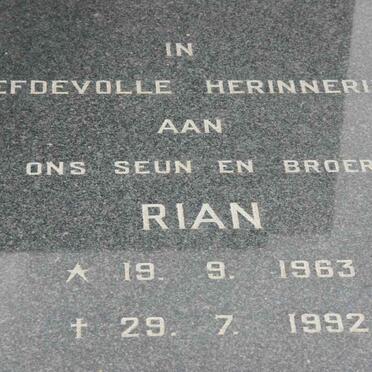 IN
EFDEVOLLE HERINNERI
AAN
ONS SEUN EN BROER
RIAN
★ 19. 9. 1963
† 29. 7. 1992